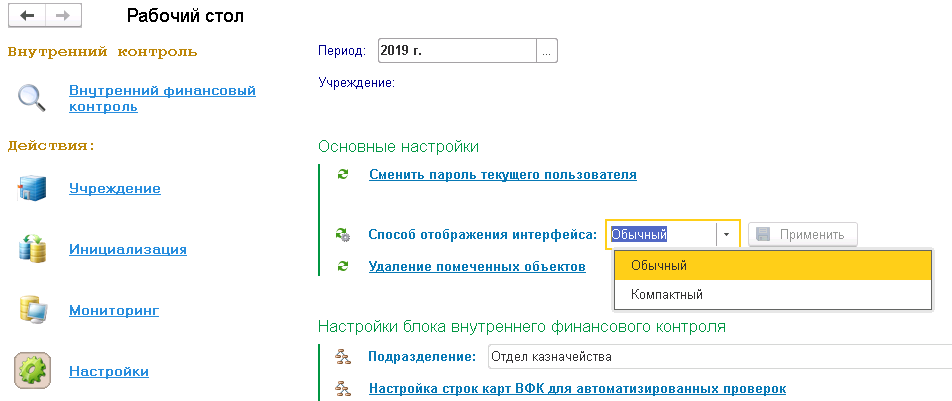 Рабочий стол
Внутренний контроль
Внутренний финансовый
контроль
Действия:
Учреждение
Инициализация
Мониторинг
Настройки
Период: 2019 г. ...
Учреждение:
Основные настройки
Сменить пароль текущего пользователя
Способ отображения интерфейса: Обычный Применить
Обычный
Компактный
Удаление помеченных объектов
Настройки блока внутреннего финансового контроля
Подразделение: Отдел казначейства
Настройка строк карт ВФК для автоматизированных проверок